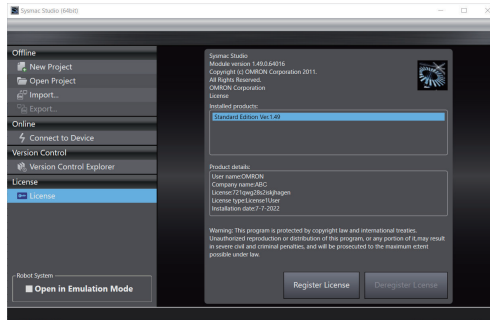 Sysmac Studio (64bit)
Offline
New Project
Open Project
Import...
Export...
Online
Connect to Device
Version Control
Version Control Explorer
License
License
Robot System
Open in Emulation Mode
Sysmac Studio
Module version 1.49.0.64016
Copyright (c) OMRON Corporation 2011.
All Rights Reserved.
OMRON Corporation
License
Installed products:
Standard Edition Ver.1.49
Product details:
User name:OMRON
Company name:ABG
License:721qwg28s2iskjhagen
License type:License1User
Installation date:7-7-2022
Warning: This program is protected by copyright law and international treaties.
Unauthorized reproduction or distribution of this program, or any portion of it,may result
in severe civil and criminal penalties, and will be prosecuted to the maximum extent
possible under law.
Register License
Deregister License